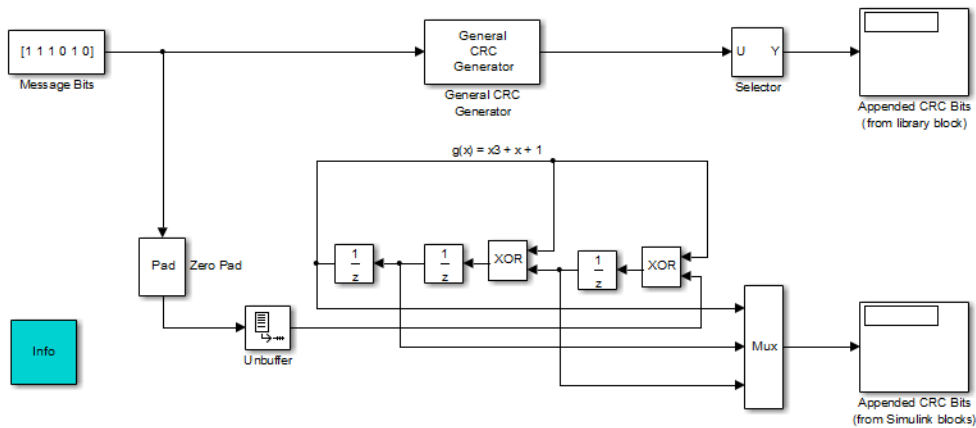 [1 1 1 0 1 0]
Message Bits
General
CRC
Generator
General CRC
Generator
U Y
Selector
Appended CRC Bits
(from library block)
g(x) = x3 + x + 1
Pad
Zero Pad
1
z
1
z
XOR
1
z
XOR
Info
Unbuffer
Mux
Appended CRC Bits
(from Simulink blocks)